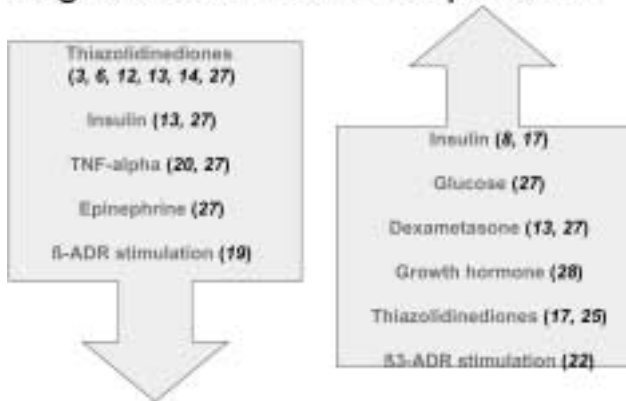 Thiazolidinediones
(3, 6, 12, 13, 14, 27)
Insulin (13, 27)
TNF-alpha (20, 27)
Epinephrine (27)
ß-ADR stimulation (19)
Insulin (8, 17)
Glucose (27)
Dexametasone (13, 27)
Growth hormone (28)
Thiazolidinediones (17, 25)
ß3-ADR stimulation (22)